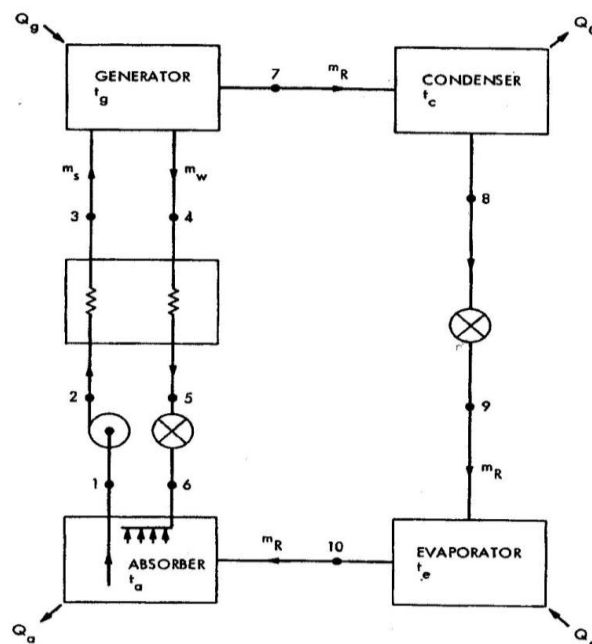 Q_g
Q_c
GENERATOR
t_g
7
m_R
CONDENSER
t_c
m_s
m_w
3
4
8
2
5
9
1
6
m_R
ABSORBER
t_a
m_R
10
EVAPORATOR
t_e
Q_a